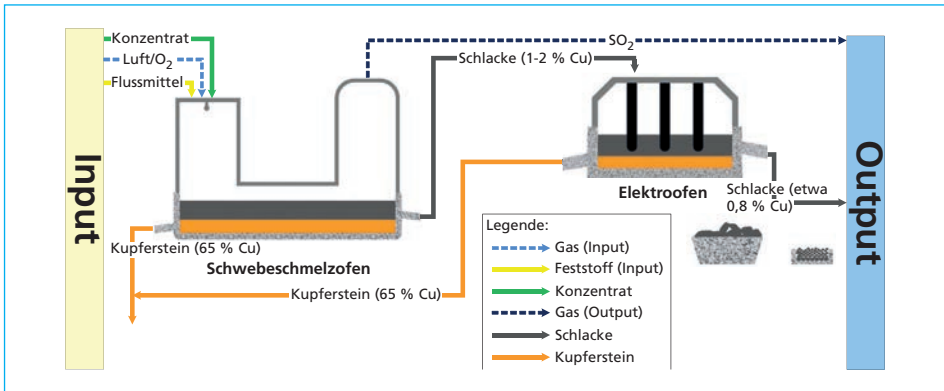 Input
Konzentrat
Luft/O₂
Flussmittel
SO₂
Schlacke (1-2 % Cu)
Output
Elektroofen
Schlacke (etwa
0,8 % Cu)
Kupferstein (65 % Cu)
Schwebeschmelzofen
Kupferstein (65 % Cu)
Legende:
Gas (Input)
Feststoff (Input)
Konzentrat
Gas (Output)
Schlacke
Kupferstein